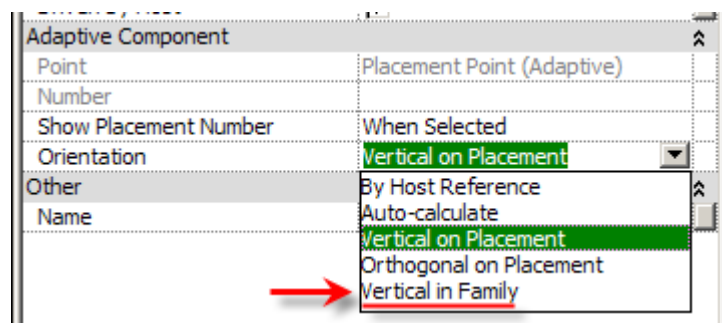 Adaptive Component
Point Placement Point (Adaptive)
Number
Show Placement Number When Selected
Orientation Vertical on Placement
Other By Host Reference
Name Auto-calculate
Vertical on Placement
Orthogonal on Placement
Vertical in Family